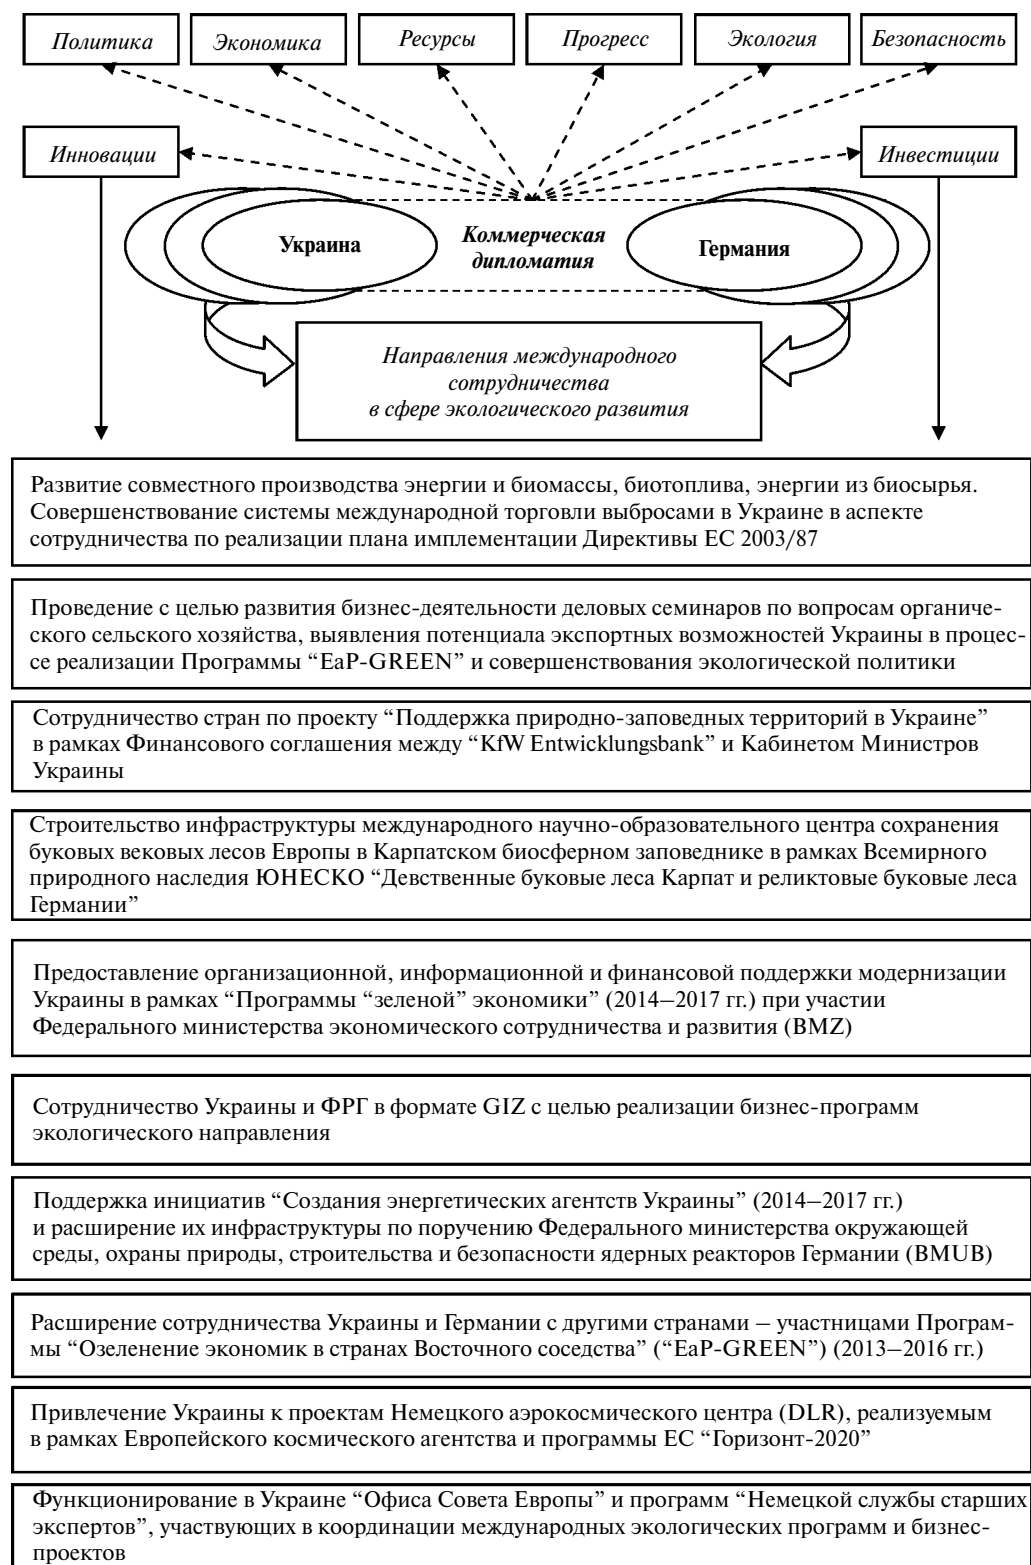 Политика
Экономика
Ресурсы
Прогресс
Экология
Безопасность
Инновации
Инвестиции
Украина
Коммерческая
дипломатия
Германия
Направления международного
сотрудничества
в сфере экологического развития
Развитие совместного производства энергии и биомассы, биотоплива, энергии из биосырья.
Совершенствование системы международной торговли выбросами в Украине в аспекте
сотрудничества по реализации плана имплементации Директивы ЕС 2003/87
Проведение с целью развития бизнес-деятельности деловых семинаров по вопросам органиче-
ского сельского хозяйства, выявления потенциала экспортных возможностей Украины в процес-
се реализации Программы “EaP-GREEN” и совершенствования экологической политики
Сотрудничество стран по проекту “Поддержка природно-заповедных территорий в Украине”
в рамках Финансового соглашения между “KfW Entwicklungsbank” и Кабинетом Министров
Украины
Строительство инфраструктуры международного научно-образовательного центра сохранения
буковых вековых лесов Европы в Карпатском биосферном заповеднике в рамках Всемирного
природного наследия ЮНЕСКО “Девственные буковые леса Карпат и реликтовые буковые леса
Германии”
Предоставление организационной, информационной и финансовой поддержки модернизации
Украины в рамках “Программы “зеленой” экономики” (2014–2017 гг.) при участии
Федерального министерства экономического сотрудничества и развития (BMZ)
Сотрудничество Украины и ФРГ в формате GIZ с целью реализации бизнес-программ
экологического направления
Поддержка инициатив “Создания энергетических агентств Украины” (2014–2017 гг.)
и расширение их инфраструктуры по поручению Федерального министерства окружающей
среды, охраны природы, строительства и безопасности ядерных реакторов Германии (BMUB)
Расширение сотрудничества Украины и Германии с другими странами – участницами Програм-
мы “Озеленение экономик в странах Восточного соседства” (“EaP-GREEN”) (2013–2016 гг.)
Привлечение Украины к проектам Немецкого аэрокосмического центра (DLR), реализуемым
в рамках Европейского космического агентства и программы ЕС “Горизонт-2020”
Функционирование в Украине “Офиса Совета Европы” и программ “Немецкой службы старших
экспертов”, участвующих в координации международных экологических программ и бизнес-
проектов